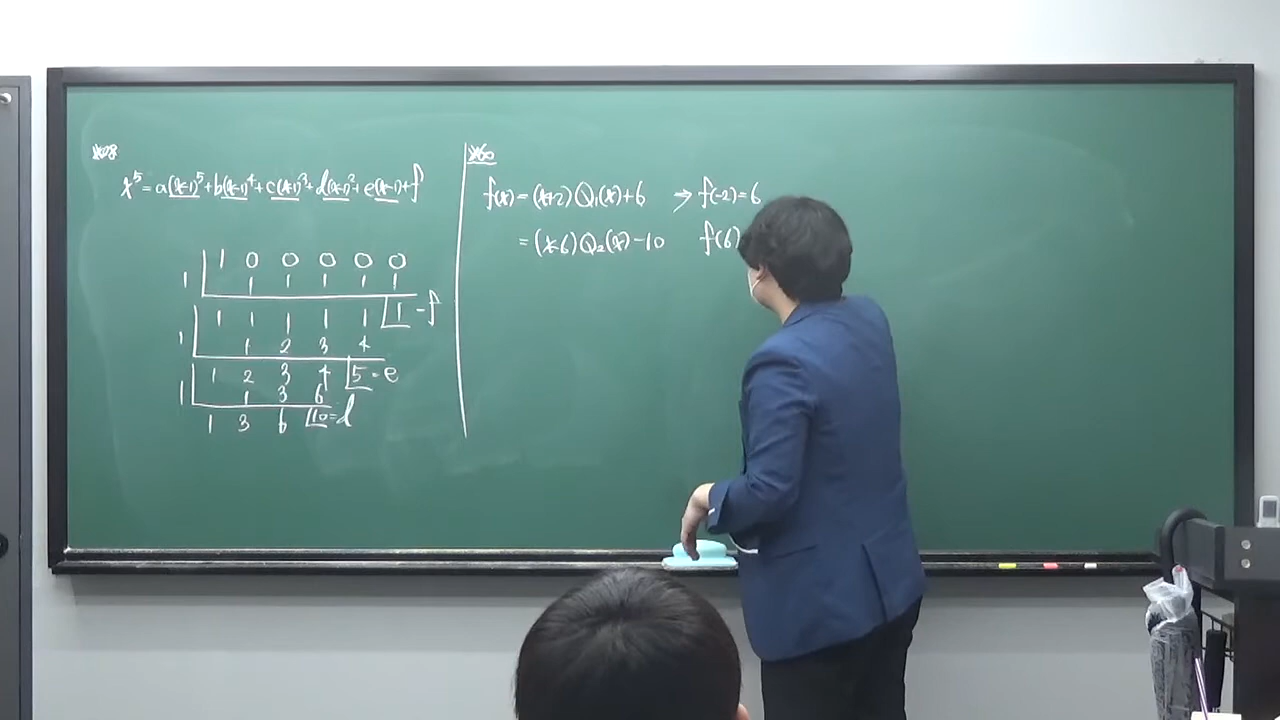 x⁵ = a(x-1)⁵ + b(x-1)⁴ + c(x-1)³ + d(x-1)² + e(x-1) + f
1 0 0 0 0 0
1 1 1 1 1 1
1 1 1 1 1 1 = f
1 1 2 3 4
1 2 3 4 5 = e
1 1 3 6
1 3 6 10 = d
f(x) = (x+2) Q₁(x) + 6 ⇒ f(-2) = 6
= (x-6) Q₂(x) - 10 f(6)